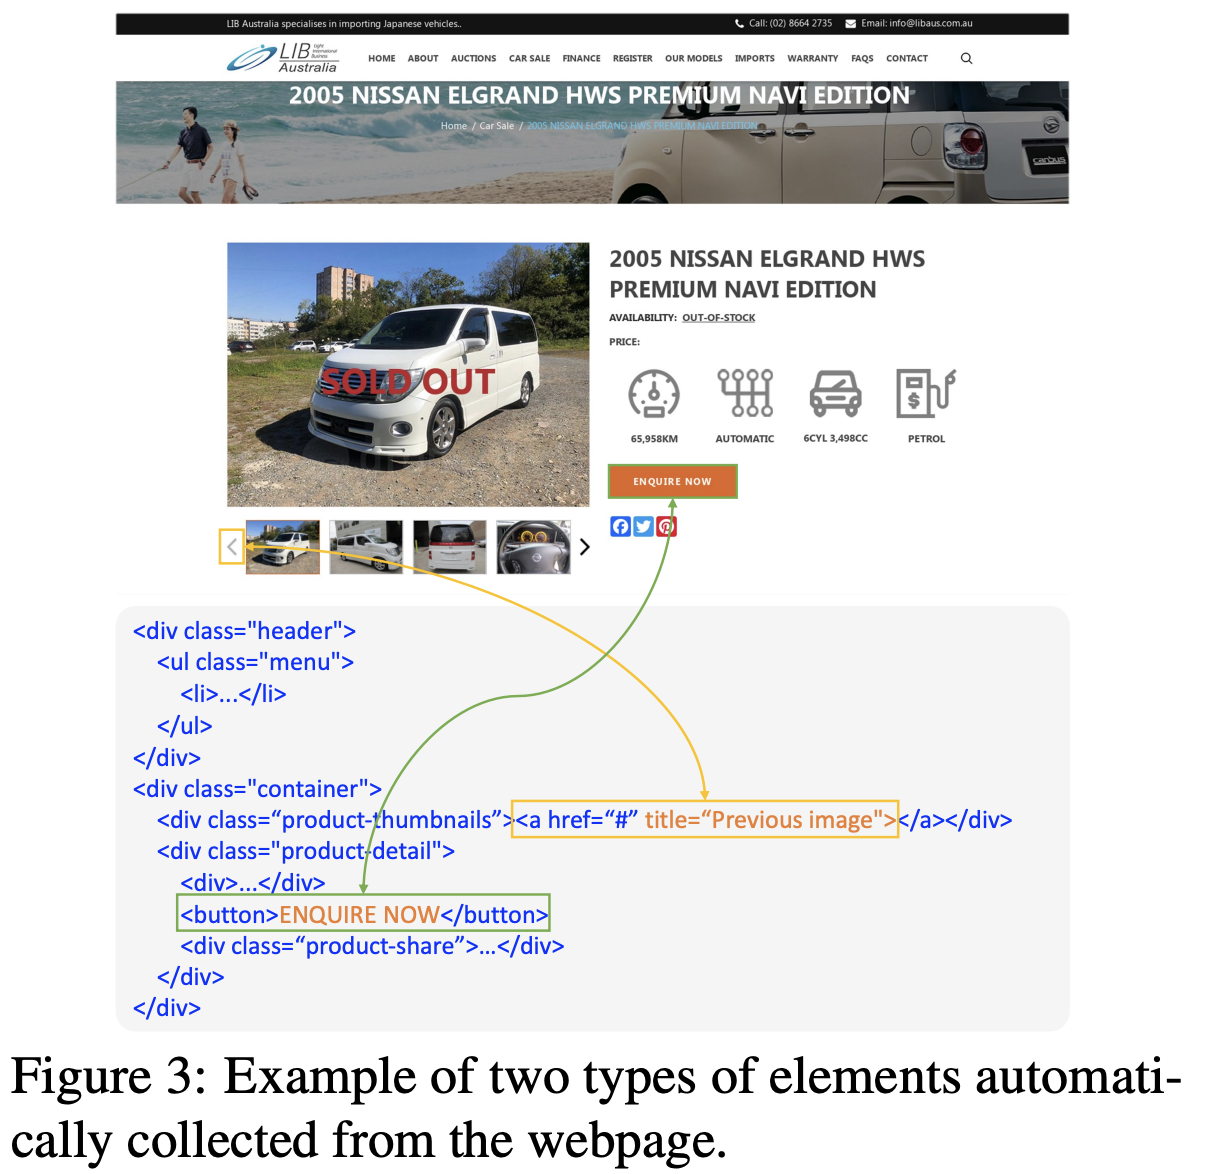 LIB Australia specialises in importing Japanese vehicles..
Call: (02) 8664 2735
Email: info@libaus.com.au
LIB Light International Business
Australia
HOME ABOUT AUCTIONS CAR SALE FINANCE REGISTER OUR MODELS IMPORTS WARRANTY FAQS CONTACT
2005 NISSAN ELGRAND HWS PREMIUM NAVI EDITION
Home / Car Sale / 2005 NISSAN ELGRAND HWS PREMIUM NAVI EDITION
carbus
2005 NISSAN ELGRAND HWS
PREMIUM NAVI EDITION
AVAILABILITY: OUT-OF-STOCK
PRICE:
SOLD OUT
65,958KM AUTOMATIC 6CYL 3,498CC PETROL
ENQUIRE NOW
<div class="header">
<ul class="menu">
<li>...</li>
</ul>
</div>
<div class="container">
<div class=“product-thumbnails”><a href=“#” title=“Previous image"></a></div>
<div class="product-detail">
<div>...</div>
<button>ENQUIRE NOW</button>
<div class=“product-share”>...</div>
</div>
</div>
Figure 3: Example of two types of elements automati-
cally collected from the webpage.